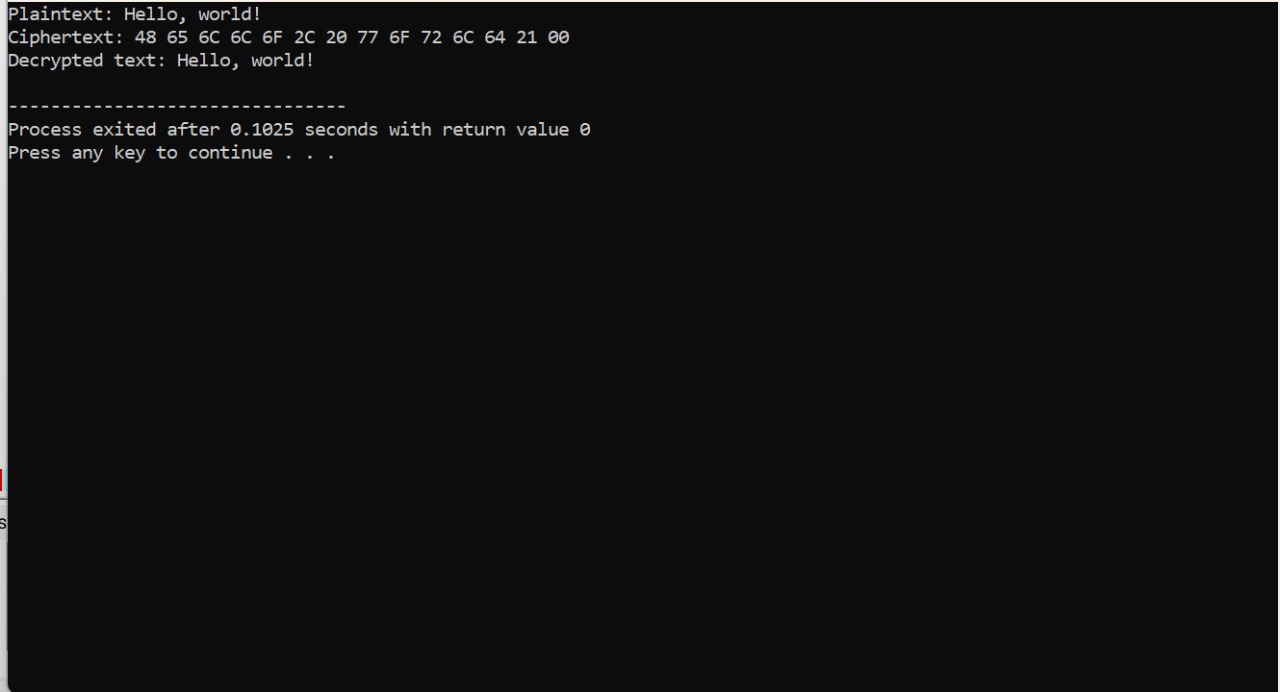 Plaintext: Hello, world!
Ciphertext: 48 65 6C 6C 6F 2C 20 77 6F 72 6C 64 21 00
Decrypted text: Hello, world!
--------------------------------
Process exited after 0.1025 seconds with return value 0
Press any key to continue . . .
s